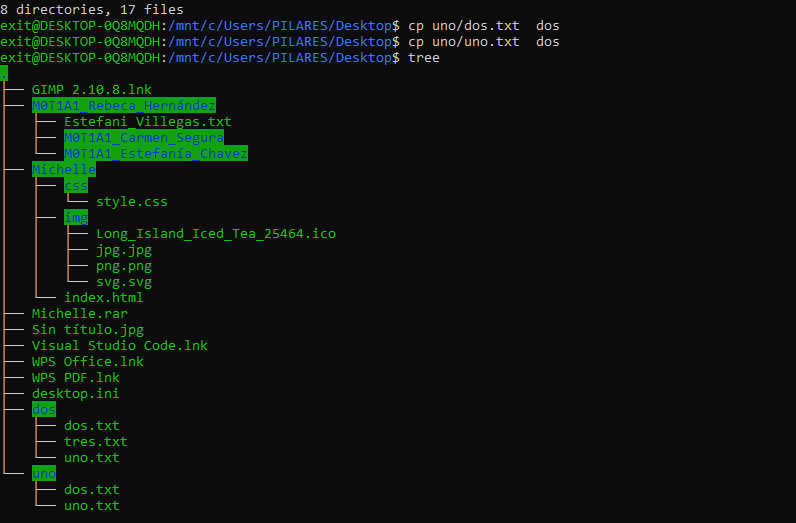 8 directories, 17 files
exit@DESKTOP-0Q8MQDH:/mnt/c/Users/PILARES/Desktop$ cp uno/dos.txt  dos
exit@DESKTOP-0Q8MQDH:/mnt/c/Users/PILARES/Desktop$ cp uno/uno.txt  dos
exit@DESKTOP-0Q8MQDH:/mnt/c/Users/PILARES/Desktop$ tree
.
├── GIMP 2.10.8.lnk
├── M0T1A1_Rebeca_Hernández
│   ├── Estefani_Villegas.txt
│   ├── M0T1A1_Carmen_Segura
│   └── M0T1A1_Estefanía_Chavez
├── Michelle
│   ├── css
│   │   └── style.css
│   ├── img
│   │   ├── Long_Island_Iced_Tea_25464.ico
│   │   ├── jpg.jpg
│   │   ├── png.png
│   │   └── svg.svg
│   └── index.html
├── Michelle.rar
├── Sin título.jpg
├── Visual Studio Code.lnk
├── WPS Office.lnk
├── WPS PDF.lnk
├── desktop.ini
├── dos
│   ├── dos.txt
│   ├── tres.txt
│   └── uno.txt
└── uno
    ├── dos.txt
    └── uno.txt